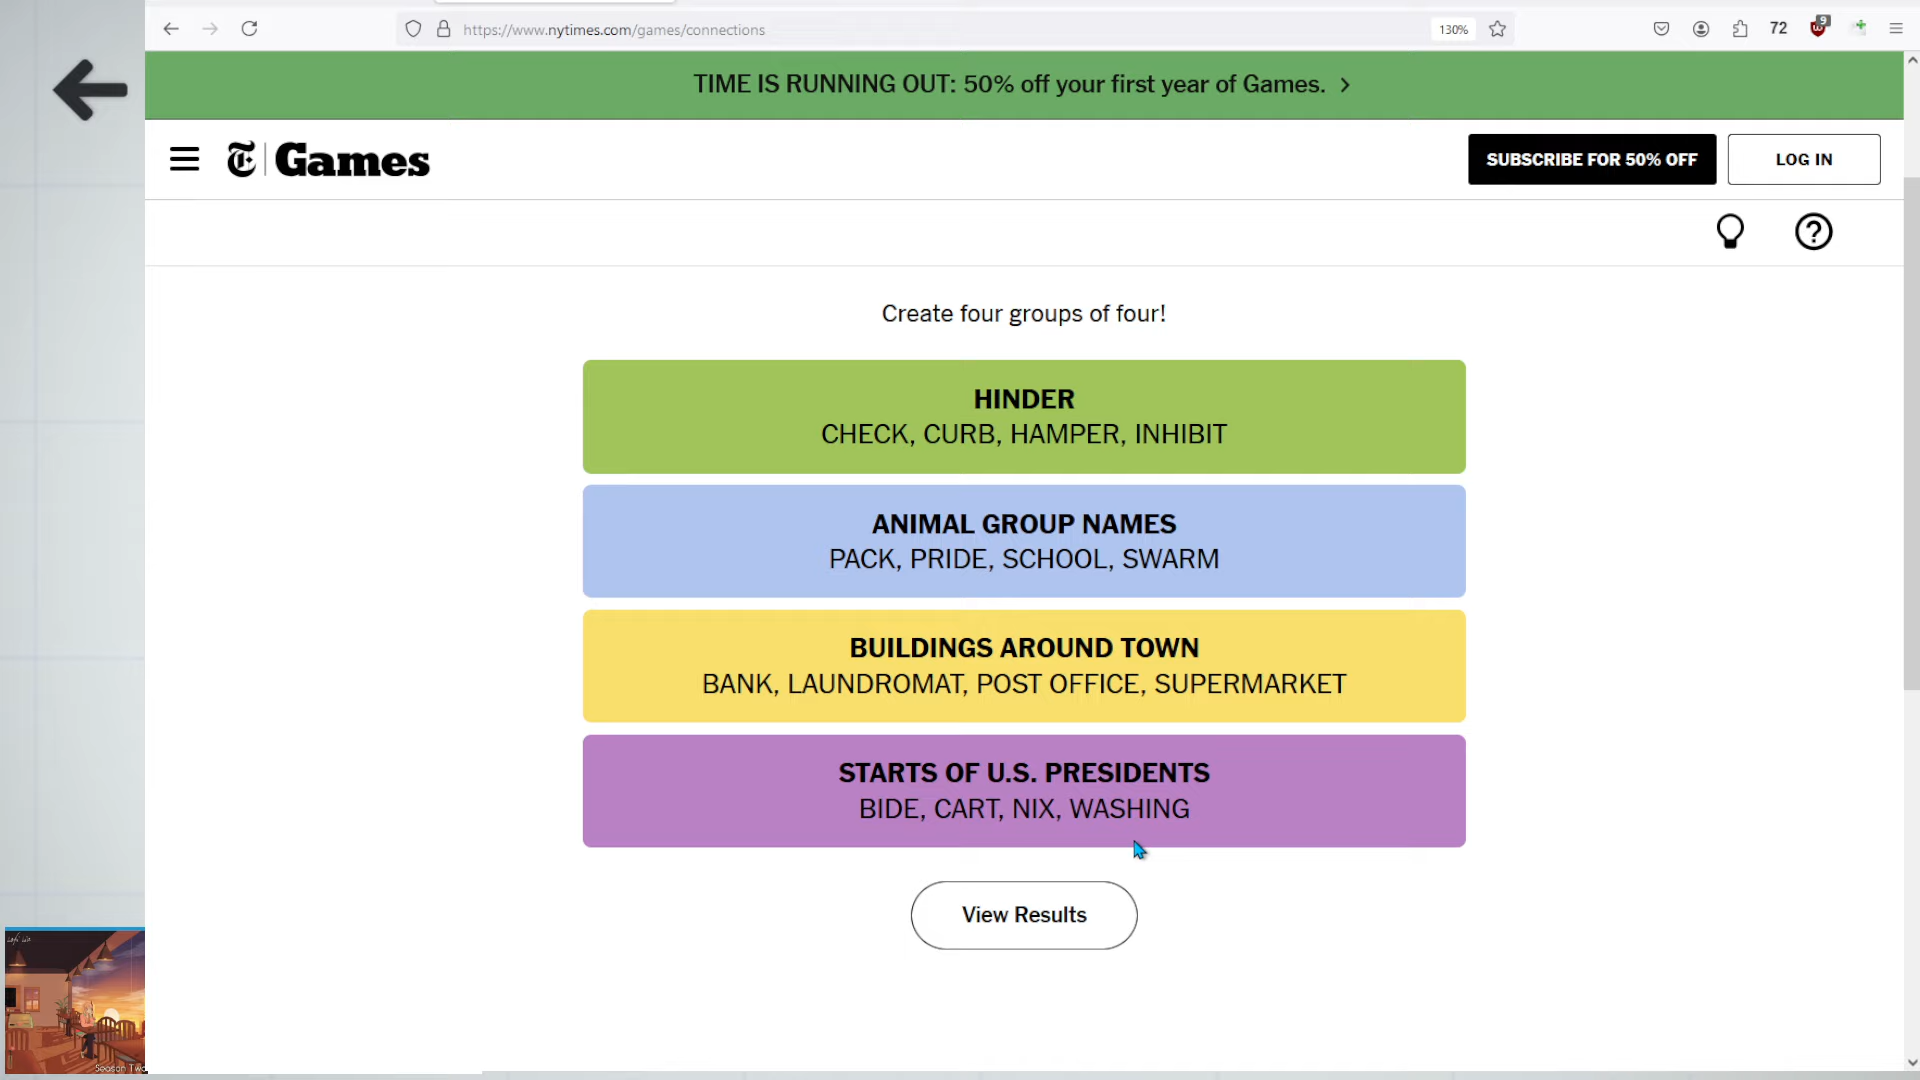 https://www.nytimes.com/games/connections
130%
72
9
TIME IS RUNNING OUT: 50% off your first year of Games.
T Games
SUBSCRIBE FOR 50% OFF
LOG IN
?
Create four groups of four!
HINDER
CHECK, CURB, HAMPER, INHIBIT
ANIMAL GROUP NAMES
PACK, PRIDE, SCHOOL, SWARM
BUILDINGS AROUND TOWN
BANK, LAUNDROMAT, POST OFFICE, SUPERMARKET
STARTS OF U.S. PRESIDENTS
BIDE, CART, NIX, WASHING
View Results
Season Two